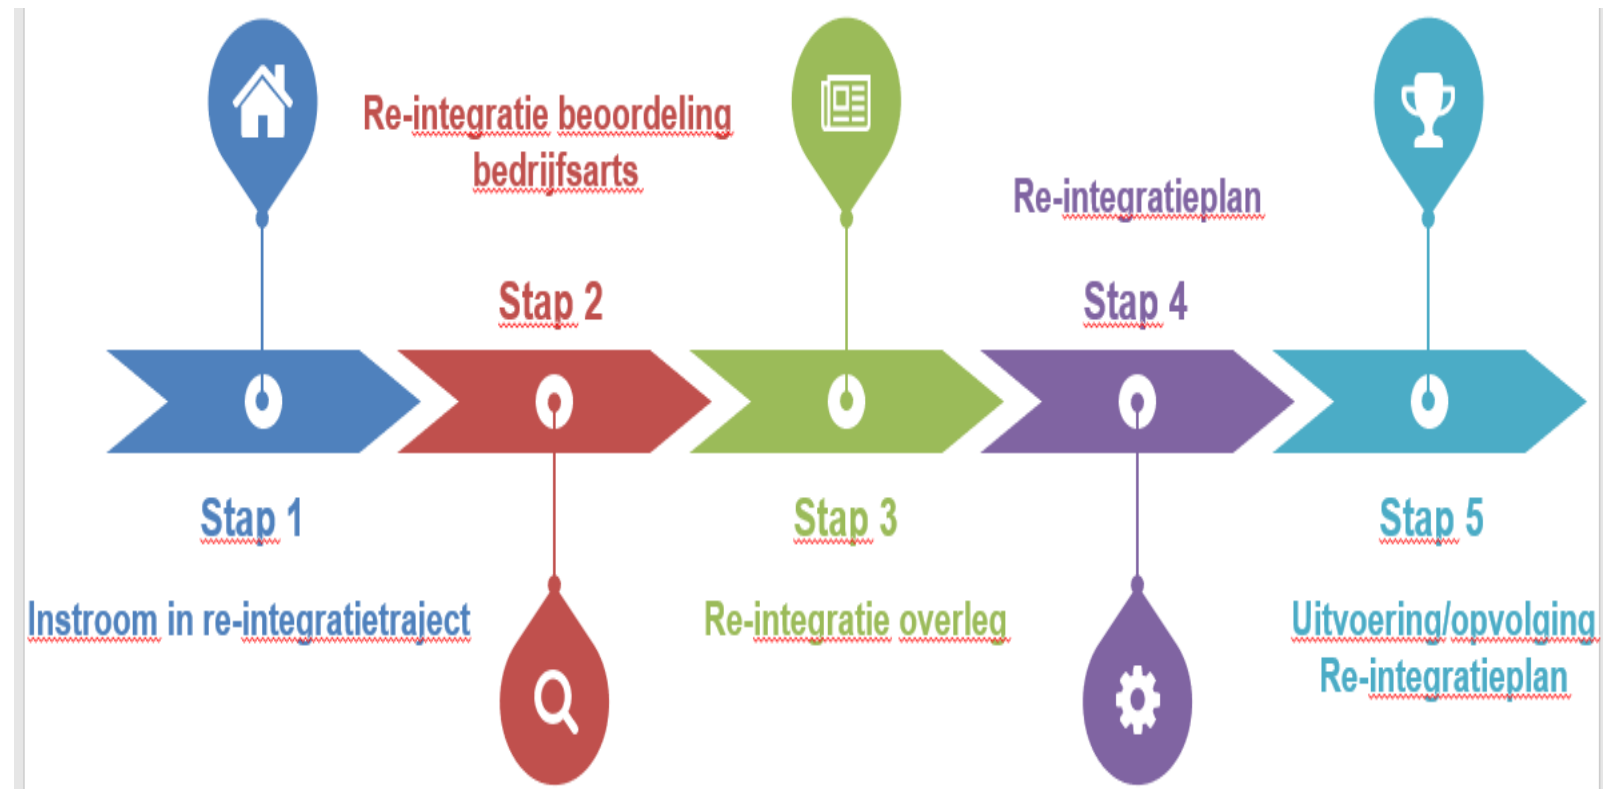 Stap 1
Instroom in re-integratietraject
Re-integratie beoordeling
bedrijfsarts
Stap 2
Stap 3
Re-integratie overleg
Re-integratieplan
Stap 4
Stap 5
Uitvoering/opvolging
Re-integratieplan